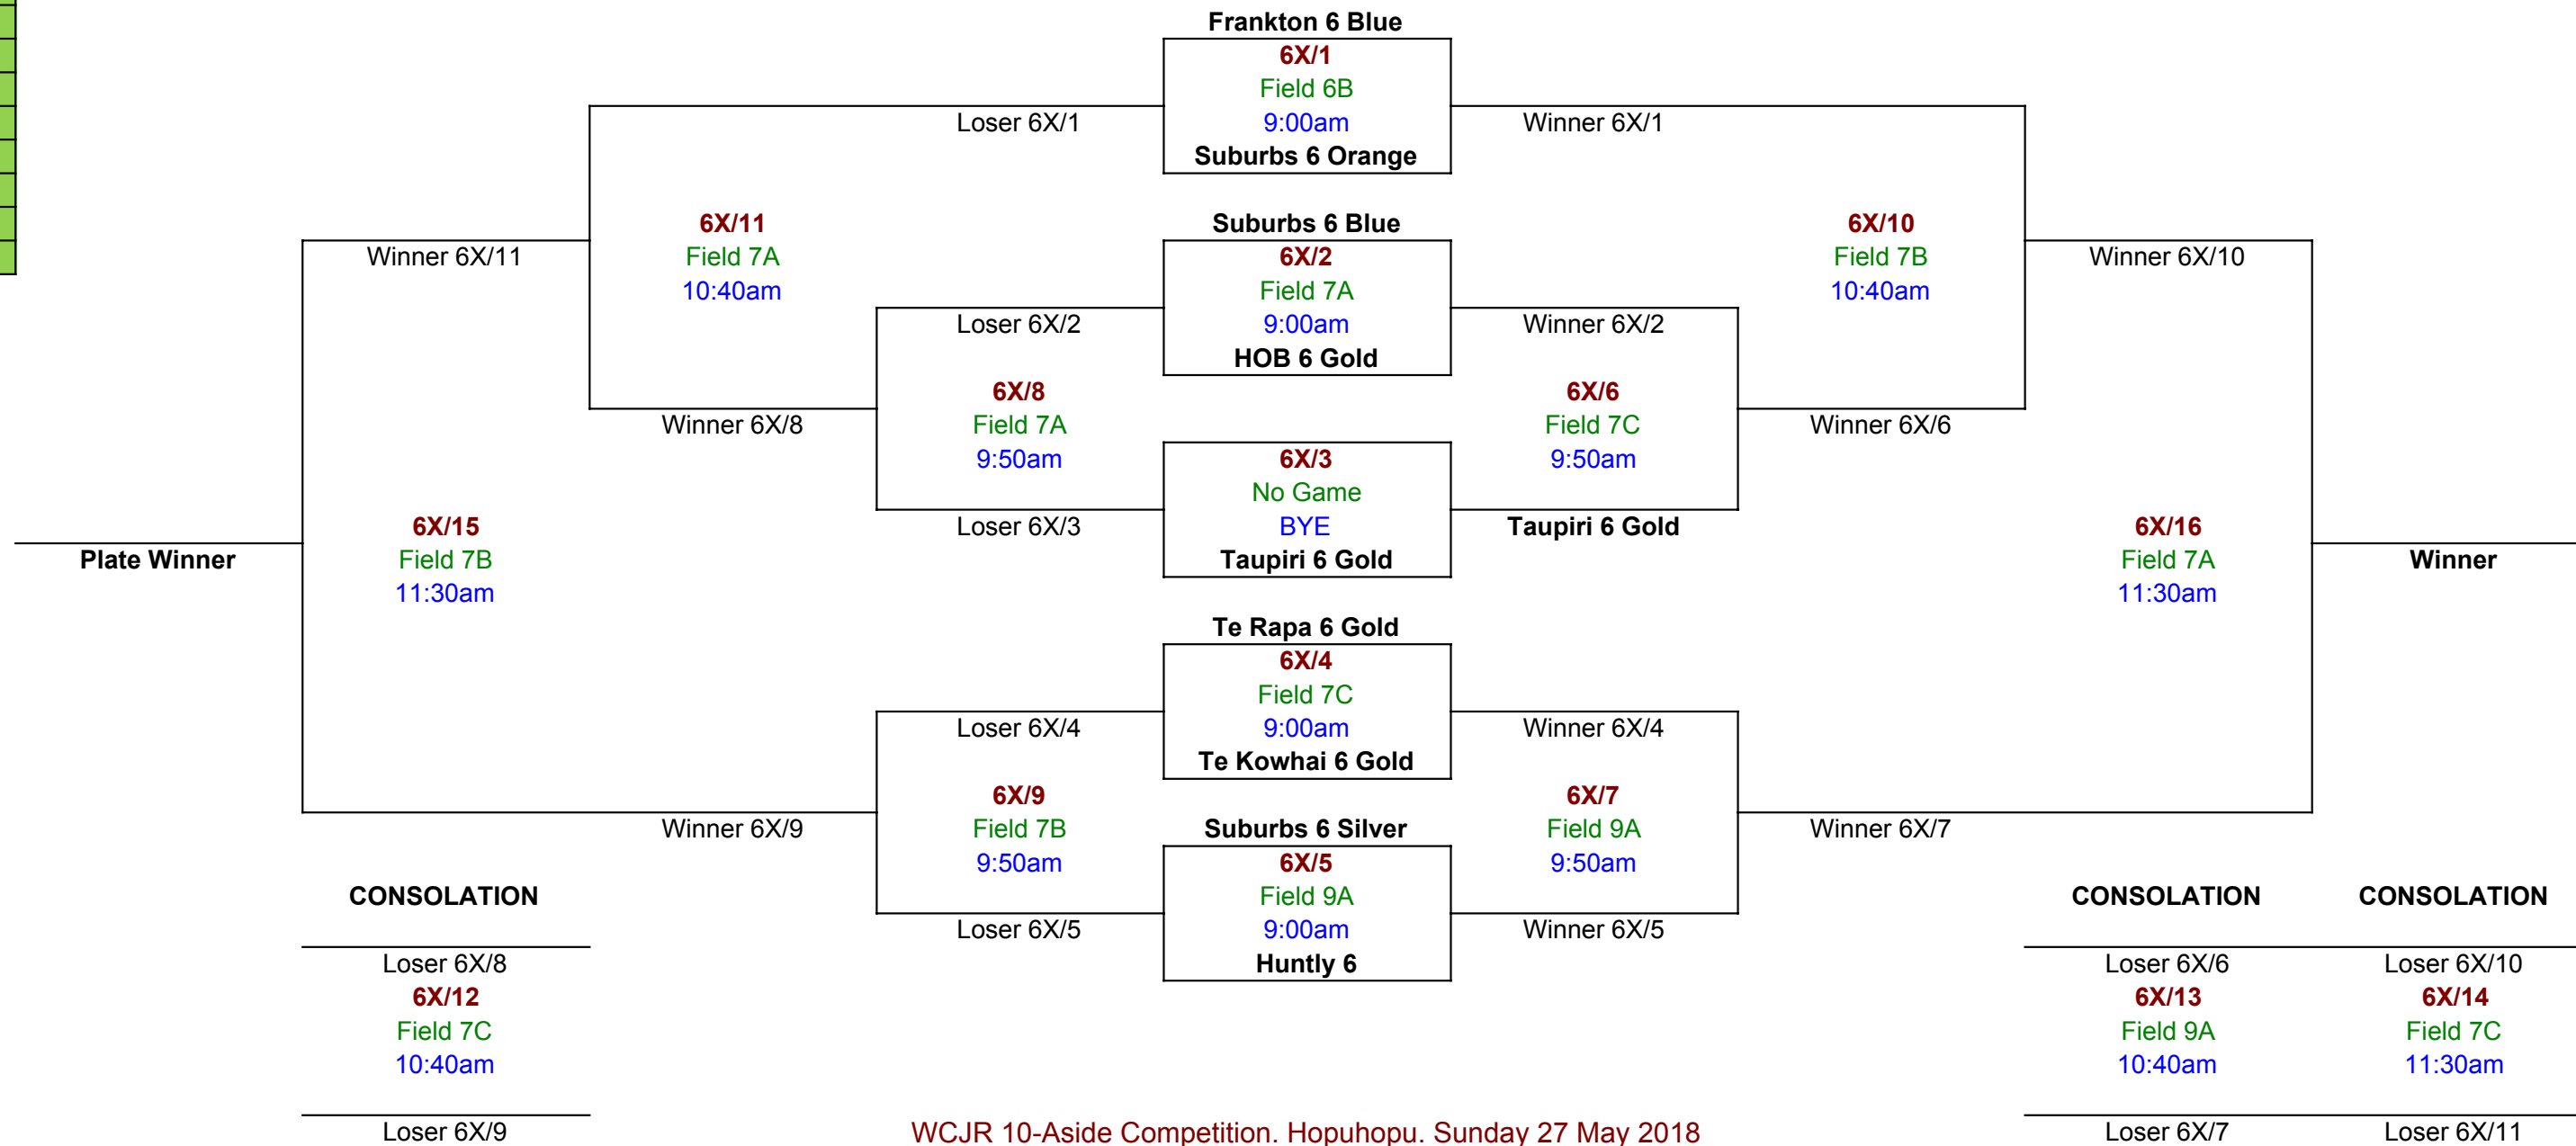 Frankton 6 Blue
6X/1
Field 6B
Loser 6X/1
9:00am
Winner 6X/1
Suburbs 6 Orange
6X/11
Suburbs 6 Blue
6X/10
Winner 6X/11
Field 7A
6X/2
Field 7B
Winner 6X/10
10:40am
Field 7A
10:40am
Loser 6X/2
9:00am
Winner 6X/2
HOB 6 Gold
6X/8
6X/6
Winner 6X/8
Field 7A
Field 7C
Winner 6X/6
9:50am
6X/3
9:50am
No Game
6X/15
Loser 6X/3
BYE
Taupiri 6 Gold
6X/16
Plate Winner
Field 7B
Taupiri 6 Gold
Field 7A
Winner
11:30am
11:30am
Te Rapa 6 Gold
6X/4
Field 7C
Loser 6X/4
9:00am
Winner 6X/4
Te Kowhai 6 Gold
6X/9
6X/7
Winner 6X/9
Field 7B
Suburbs 6 Silver
Field 9A
Winner 6X/7
9:50am
6X/5
9:50am
CONSOLATION
Field 9A
CONSOLATION
CONSOLATION
Loser 6X/5
9:00am
Winner 6X/5
Loser 6X/8
Huntly 6
Loser 6X/6
Loser 6X/10
6X/12
6X/13
6X/14
Field 7C
Field 9A
Field 7C
10:40am
10:40am
11:30am
Loser 6X/9
WCJR 10-Aside Competition. Hopuhopu. Sunday 27 May 2018
Loser 6X/7
Loser 6X/11